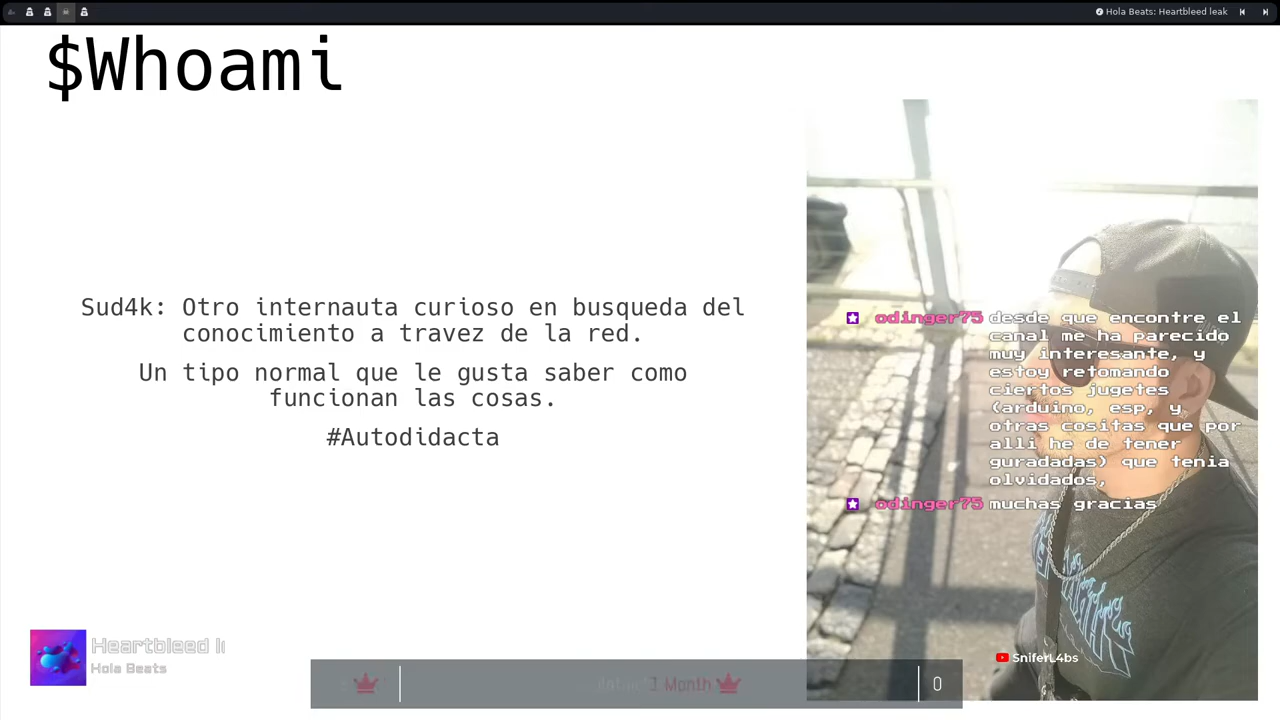 Hola Beats: Heartbleed leak
$Whoami
Sud4k: Otro internauta curioso en busqueda del
conocimiento a travez de la red.
Un tipo normal que le gusta saber como
funcionan las cosas.
#Autodidacta
odinger75 desde que encontre el
canal me ha parecido
muy interesante, y
estoy retomando
ciertos jugetes
(arduino, esp, y
otras cositas que por
alli he de tener
guradadas) que tenia
olvidados,
odinger75 muchas gracias
SniferL4bs
Heartbleed
Hola Beats
1 Month
0